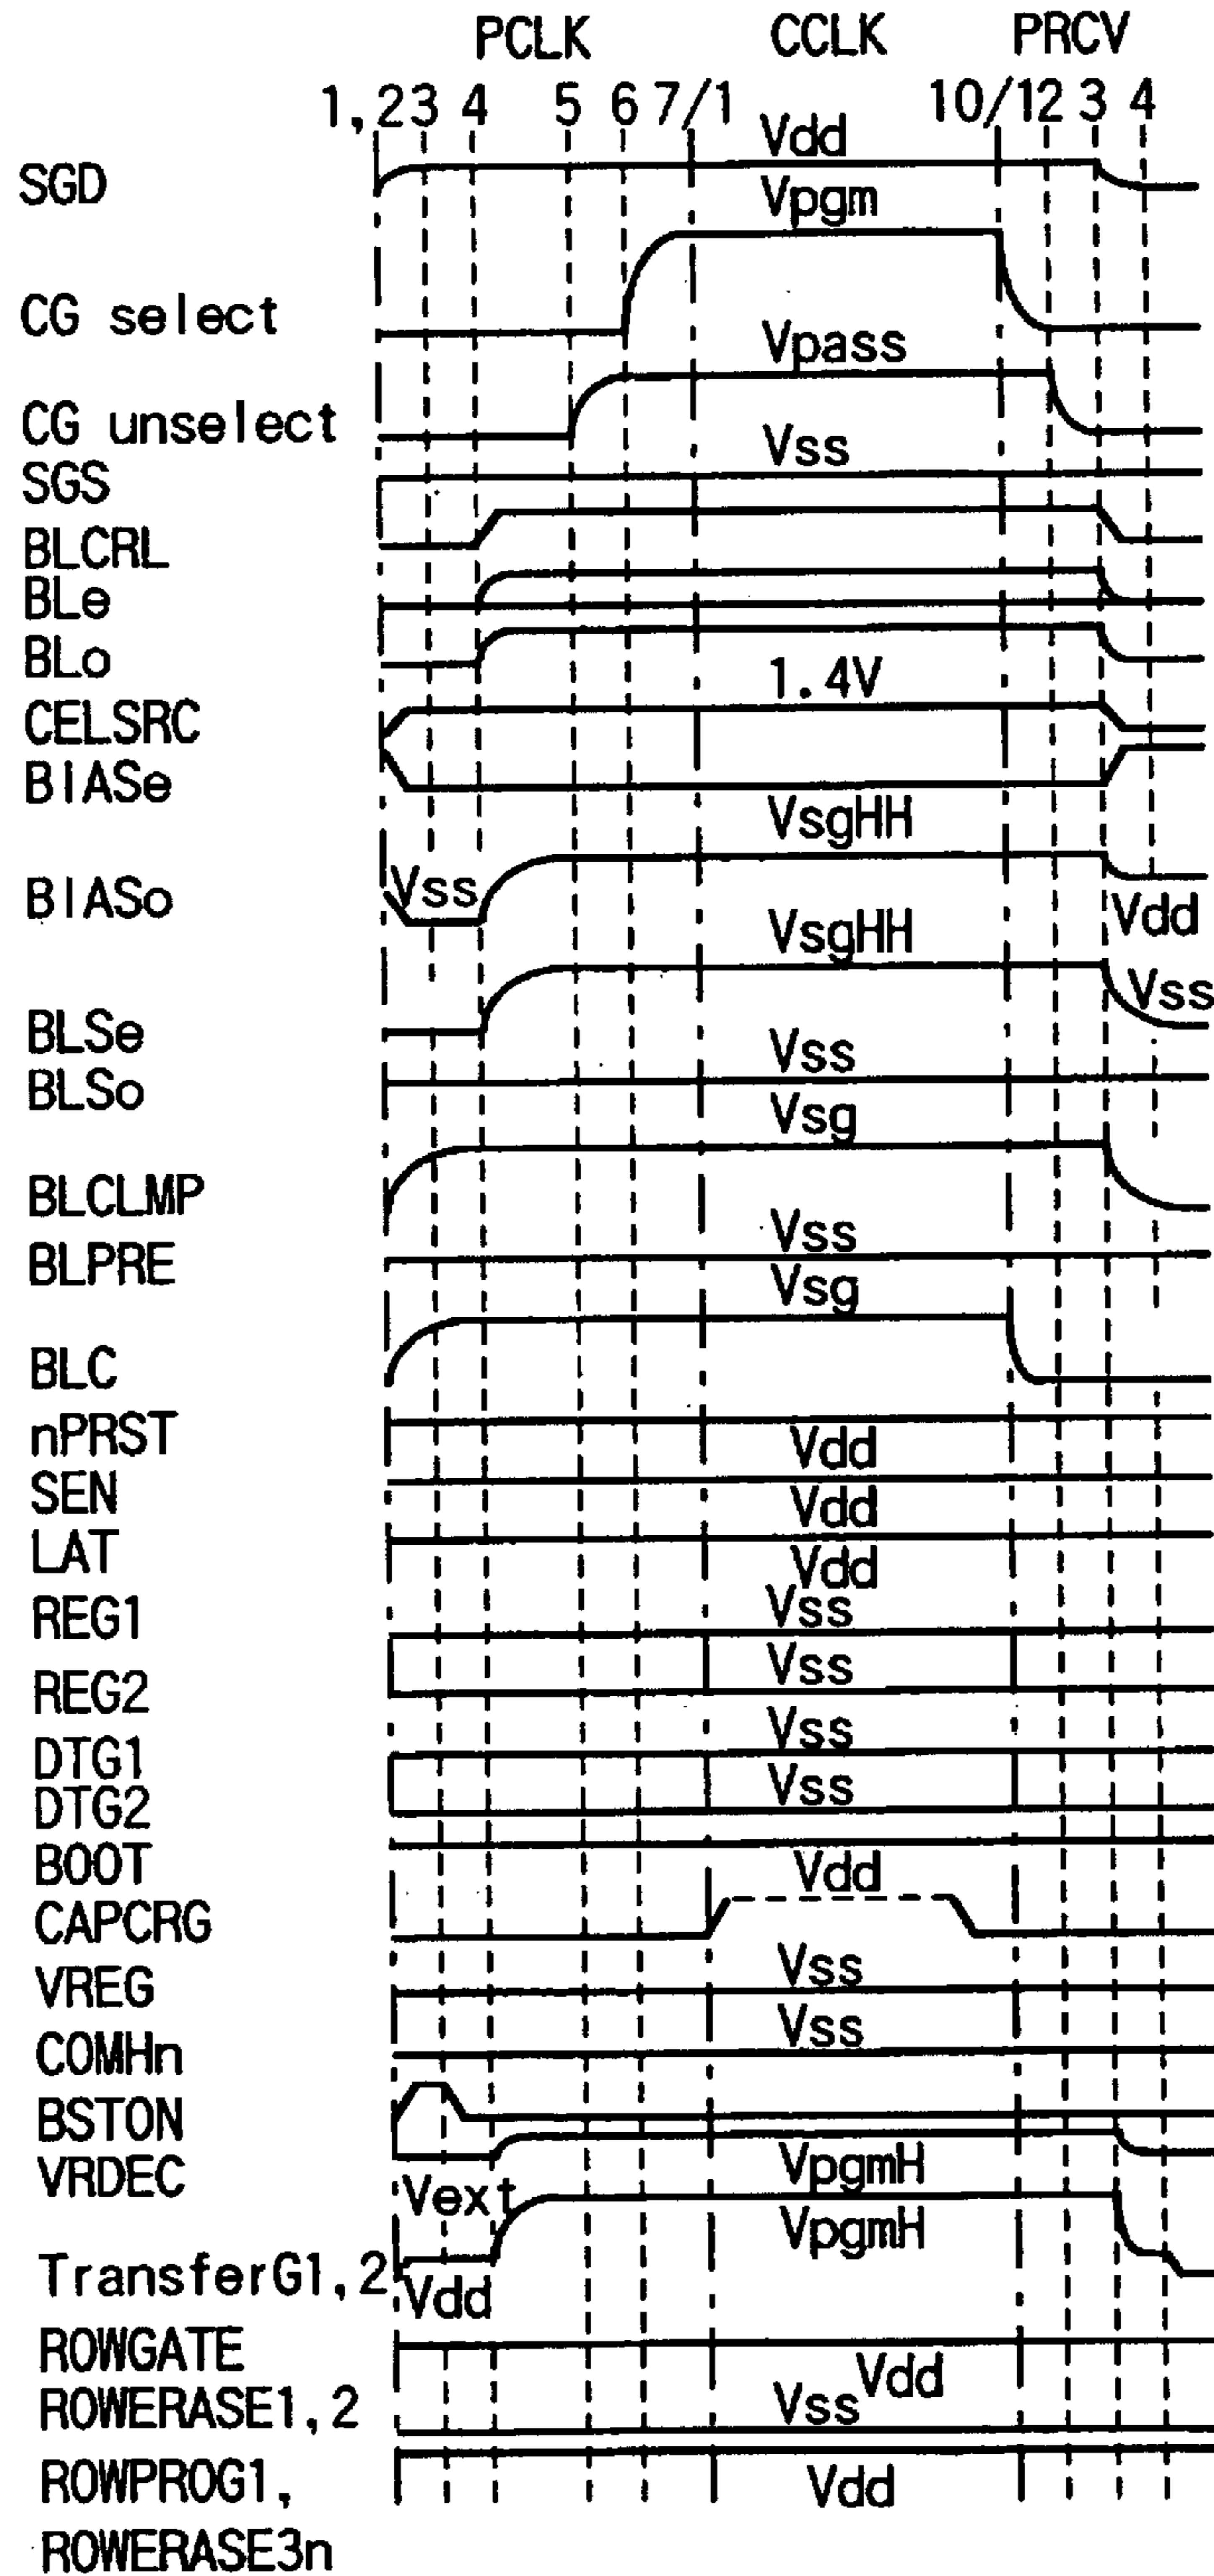 PCLK CCLK PRCV
1,2 3 4 5 6 7/1 10/1 2 3 4
SGD Vdd
Vpgm
CG select
Vpass
CG unselect
Vss
SGS
BLCRL
BLe
BLo
1.4V
CELSRC
BIASe
VsgHH
BIASo Vss
Vdd
VsgHH
Vss
BLSe
Vss
BLSo
Vsg
BLCLMP
Vss
BLPRE
Vsg
BLC
nPRST
Vdd
SEN
Vdd
LAT
Vdd
REG1 Vss
Vss
REG2
Vss
DTG1
Vss
DTG2
BOOT
Vdd
CAPCRG
Vss
VREG
Vss
COMHn
BSTON
VpgmH
VRDEC
Vext
VpgmH
TransferG1,2
Vdd
ROWGATE
Vdd
ROWERASE1,2 Vss
ROWPROG1, Vdd
ROWERASE3n